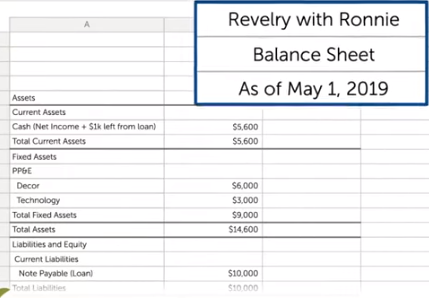 Revelry with Ronnie
Balance Sheet
As of May 1, 2019
A
Assets
Current Assets
Cash (Net Income + $1k left from loan) $5,600
Total Current Assets $5,600
Fixed Assets
PP&E
Decor $6,000
Technology $3,000
Total Fixed Assets $9,000
Total Assets $14,600
Liabilities and Equity
Current Liabilities
Note Payable (Loan) $10,000
Total Liabilities $10,000